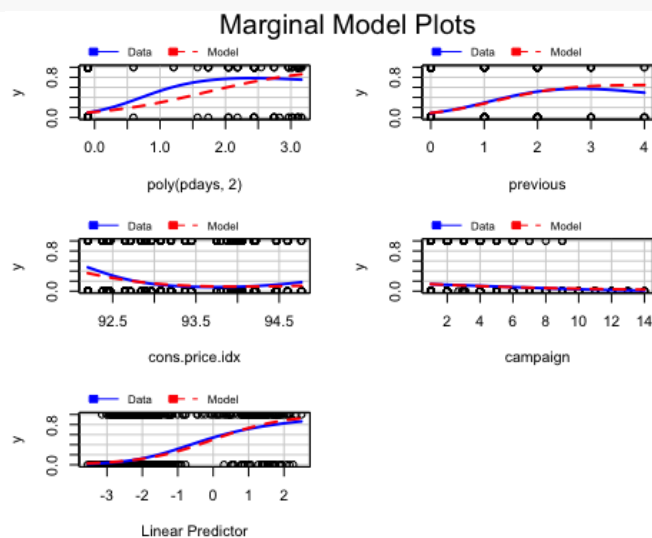 Marginal Model Plots
Data Model
Data Model
y
0.0 0.8
0.0 1.0 2.0 3.0
poly(pdays, 2)
y
0.0 0.8
0 1 2 3 4
previous
Data Model
Data Model
y
0.0 0.8
92.5 93.5 94.5
cons.price.idx
y
0.0 0.8
2 4 6 8 10 12 14
campaign
Data Model
y
0.0 0.8
-3 -2 -1 0 1 2
Linear Predictor